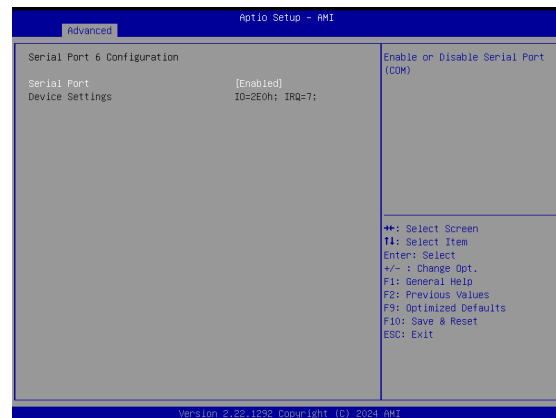 Aptio Setup - AMI
Advanced
Serial Port 6 Configuration
Serial Port [Enabled]
Device Settings IO=2E0h; IRQ=7;
Enable or Disable Serial Port
(COM)
→←: Select Screen
↑↓: Select Item
Enter: Select
+/- : Change Opt.
F1: General Help
F2: Previous Values
F9: Optimized Defaults
F10: Save & Reset
ESC: Exit
Version 2.22.1292 Copyright (C) 2024 AMI